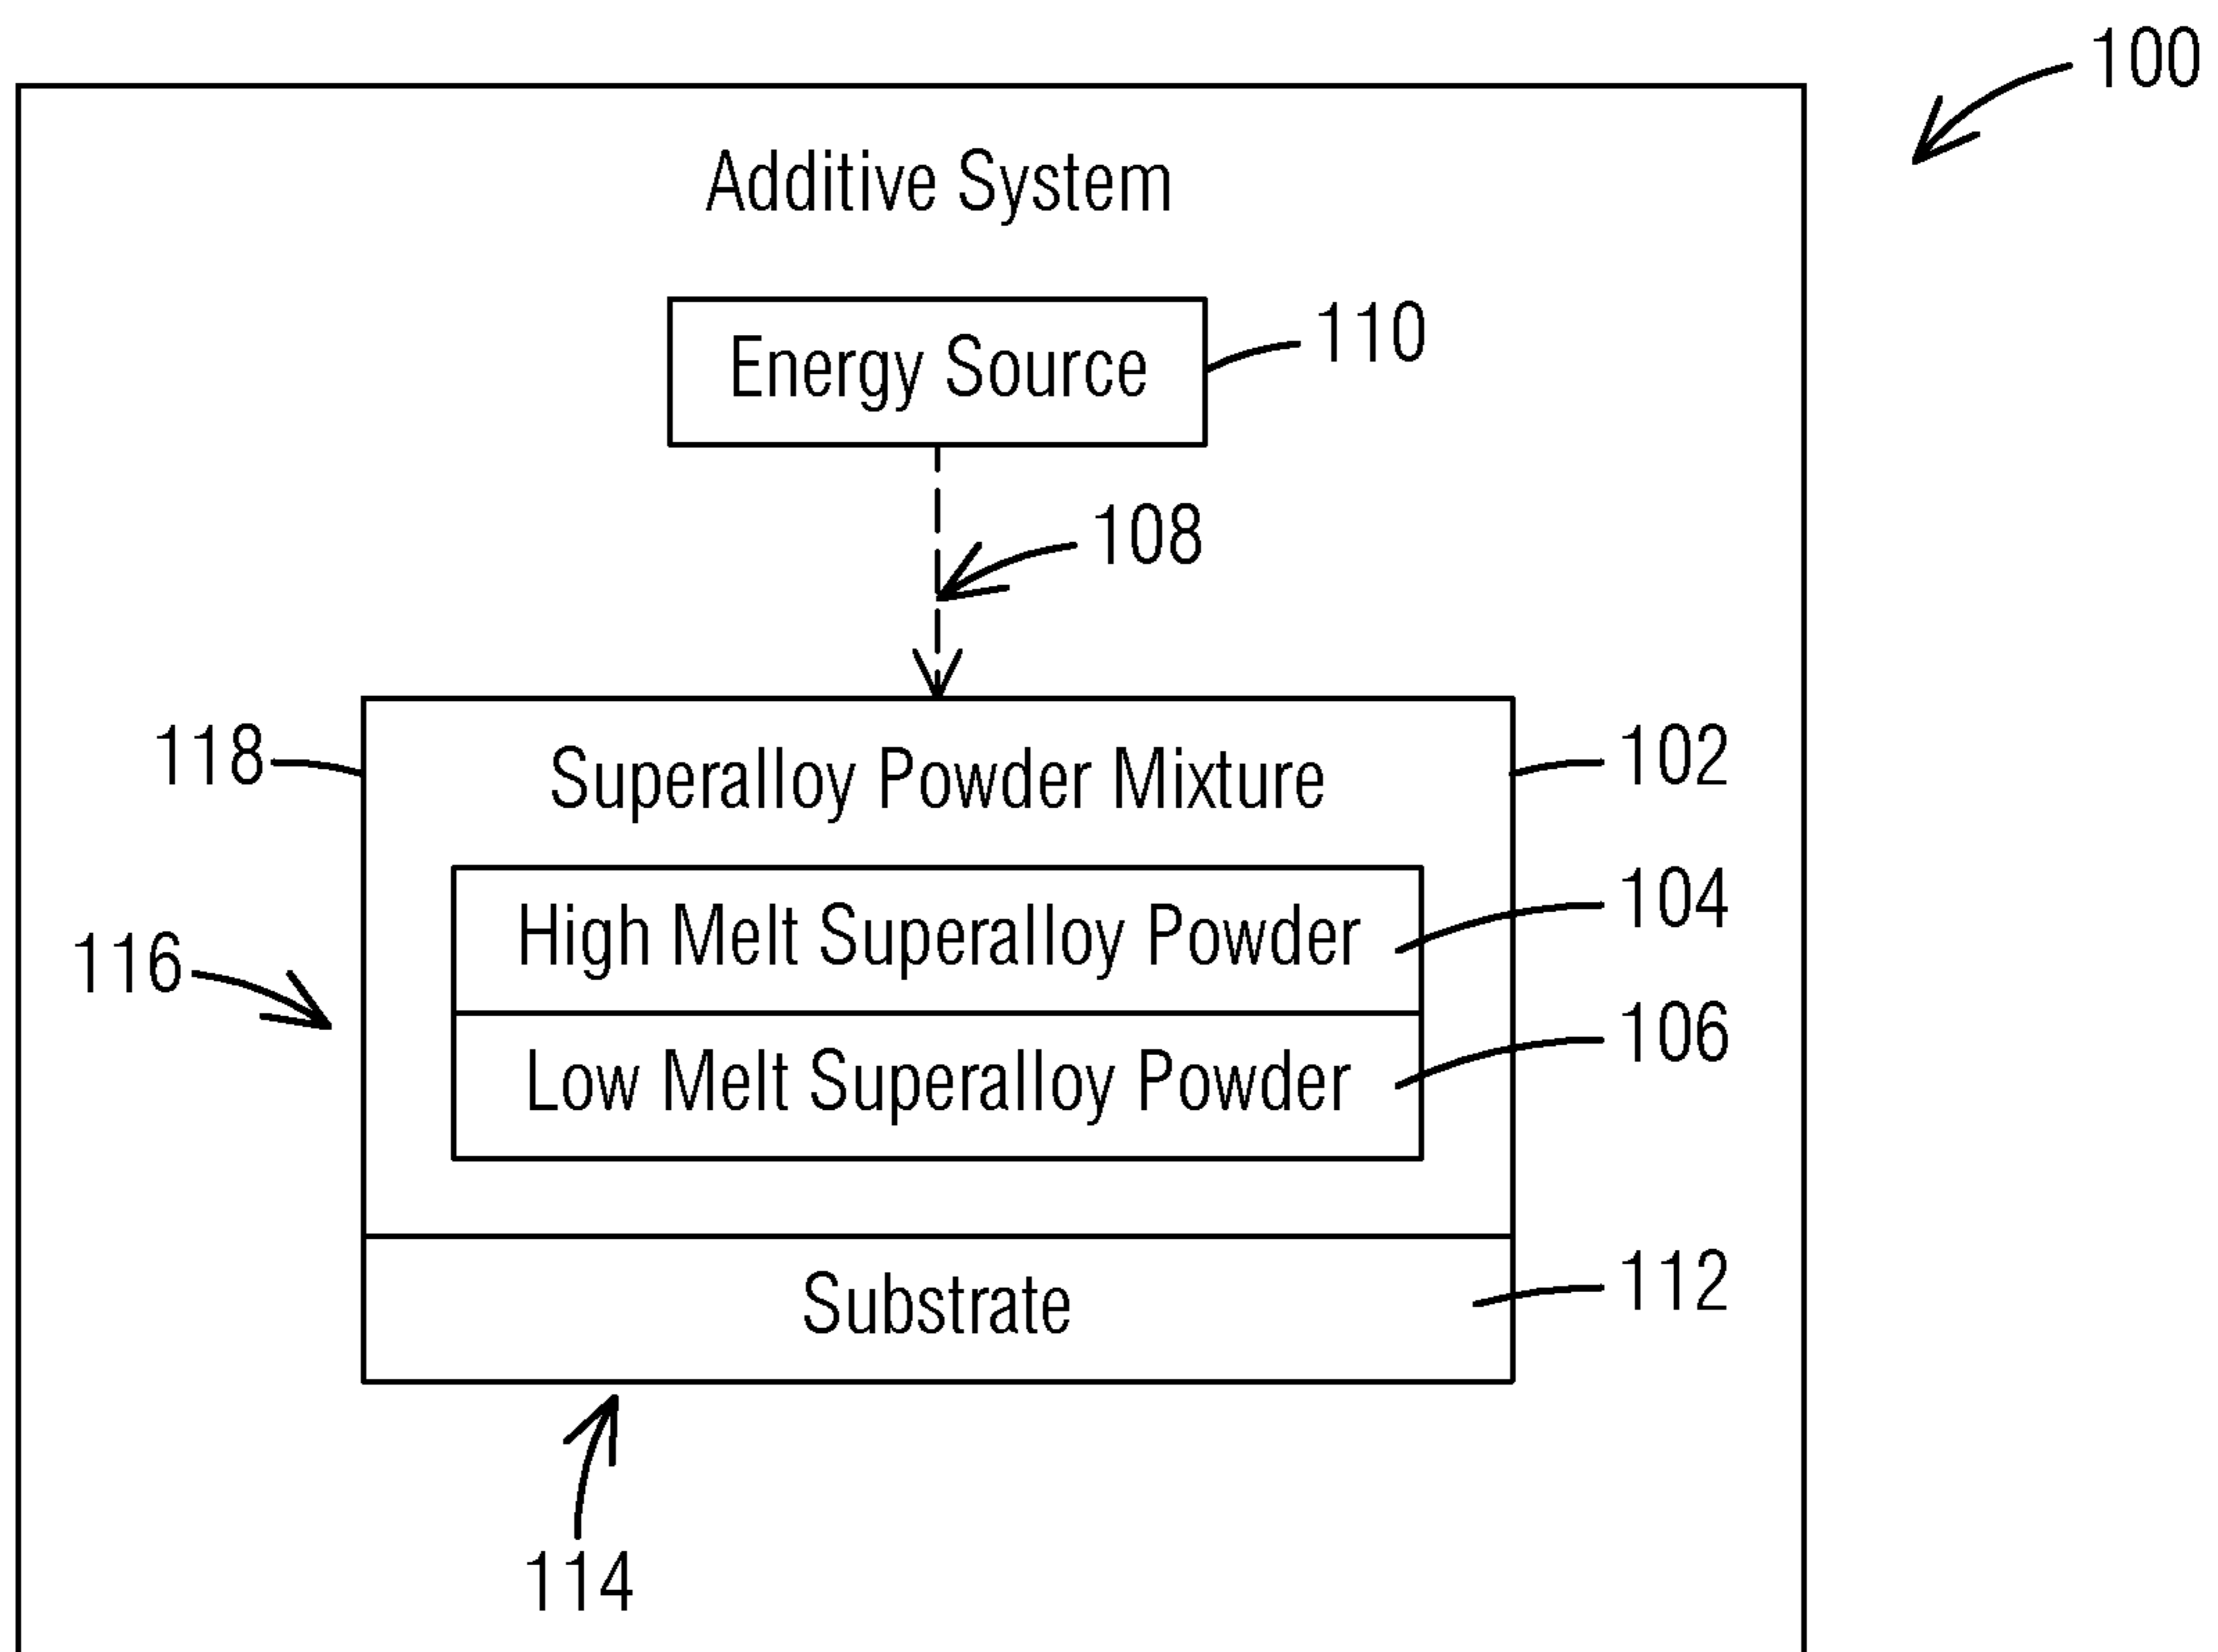 100
Additive System
Energy Source
110
108
118
Superalloy Powder Mixture
102
High Melt Superalloy Powder
104
116
Low Melt Superalloy Powder
106
Substrate
112
114